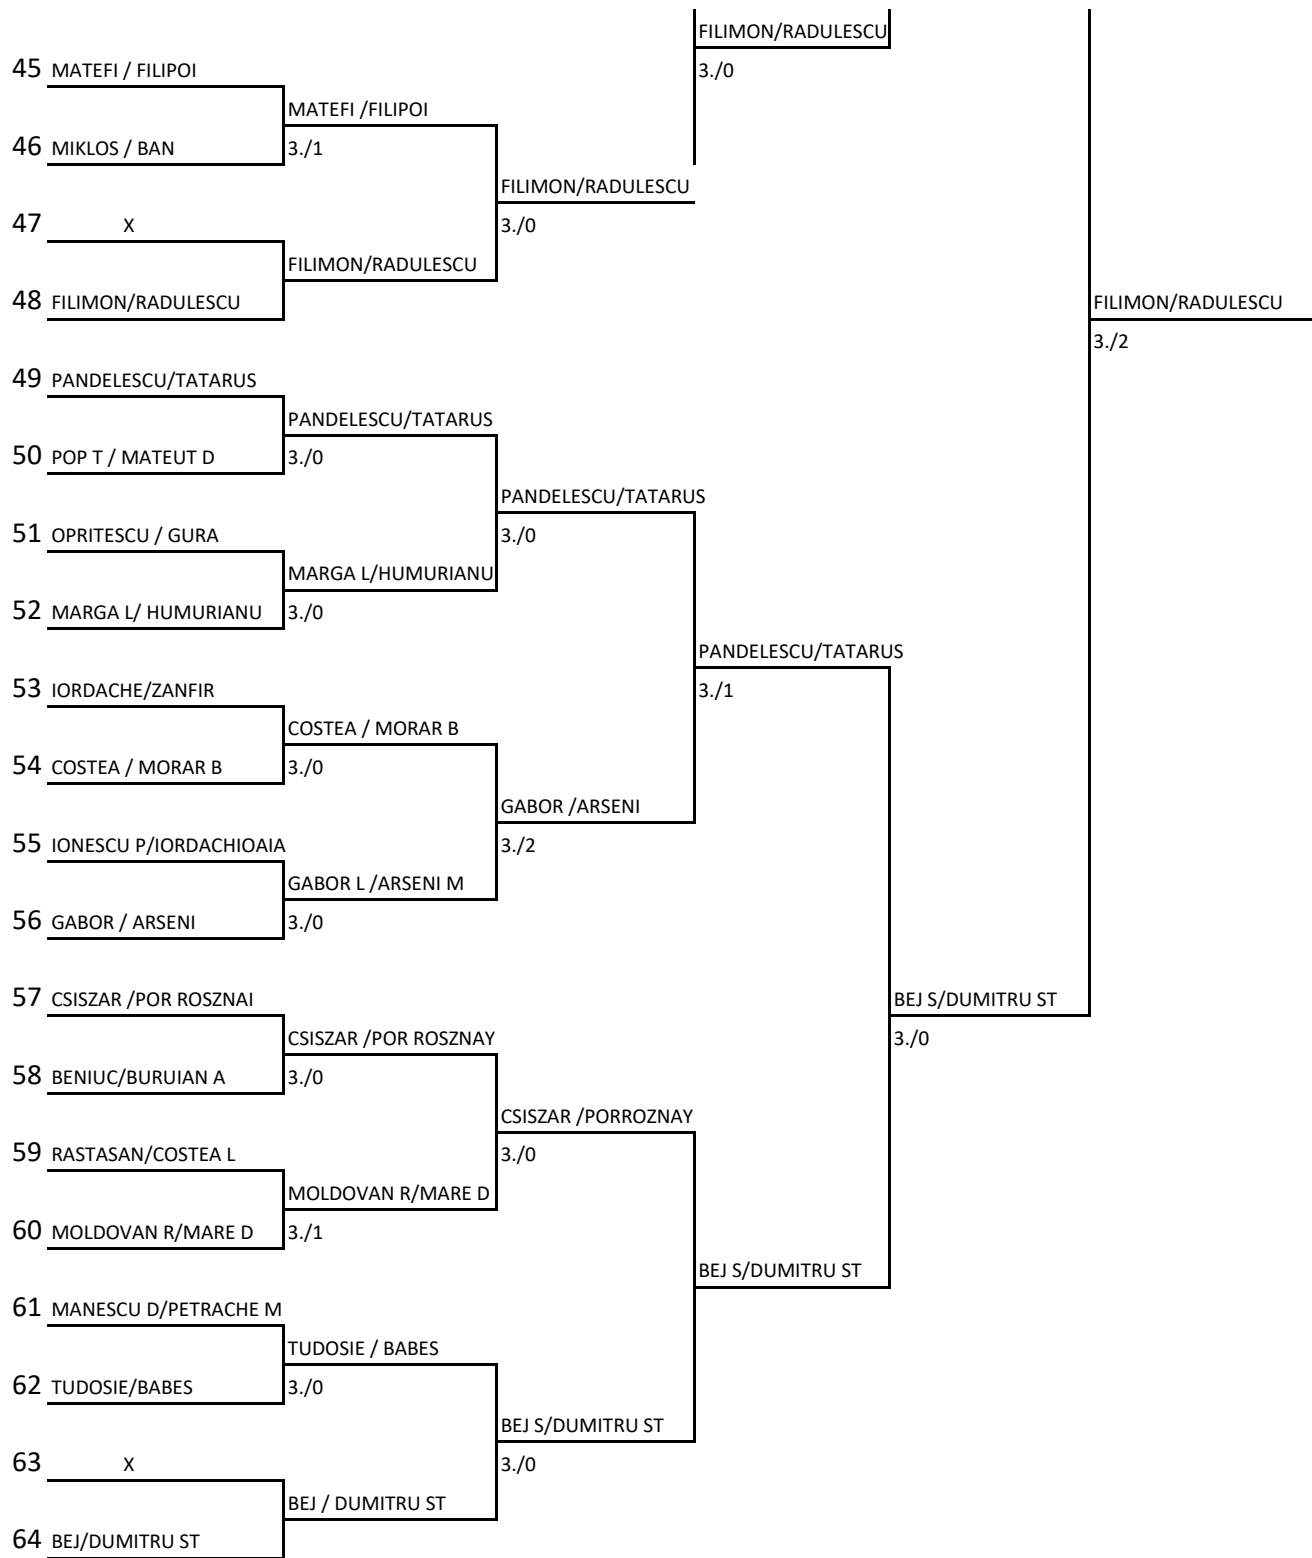 FILIMON/RADULESCU
45 MATEFI / FILIPOI
3./0
MATEFI /FILIPOI
46 MIKLOS / BAN
3./1
FILIMON/RADULESCU
47 X
3./0
FILIMON/RADULESCU
48 FILIMON/RADULESCU
FILIMON/RADULESCU
3./2
49 PANDELESCU/TATARUS
PANDELESCU/TATARUS
50 POP T / MATEUT D
3./0
PANDELESCU/TATARUS
51 OPRITESCU / GURA
3./0
MARGA L/HUMURIANU
52 MARGA L/ HUMURIANU
3./0
PANDELESCU/TATARUS
53 IORDACHE/ZANFIR
3./1
COSTEA / MORAR B
54 COSTEA / MORAR B
3./0
GABOR /ARSENI
55 IONESCU P/IORDACHIOAIA
3./2
GABOR L /ARSENI M
56 GABOR / ARSENI
3./0
57 CSISZAR /POR ROSZNAI
BEJ S/DUMITRU ST
CSISZAR /POR ROSZNAY
3./0
58 BENIUC/BURUIAN A
3./0
CSISZAR /PORROZNAY
59 RASTASAN/COSTEA L
3./0
MOLDOVAN R/MARE D
60 MOLDOVAN R/MARE D
3./1
BEJ S/DUMITRU ST
61 MANESCU D/PETRACHE M
TUDOSIE / BABES
62 TUDOSIE/BABES
3./0
BEJ S/DUMITRU ST
63 X
3./0
BEJ / DUMITRU ST
64 BEJ/DUMITRU ST